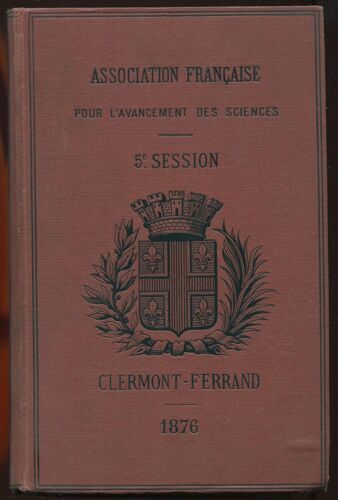 ASSOCIATION FRANÇAISE
POUR L'AVANCEMENT DES SCIENCES
5e. SESSION
CLERMONT-FERRAND
1876